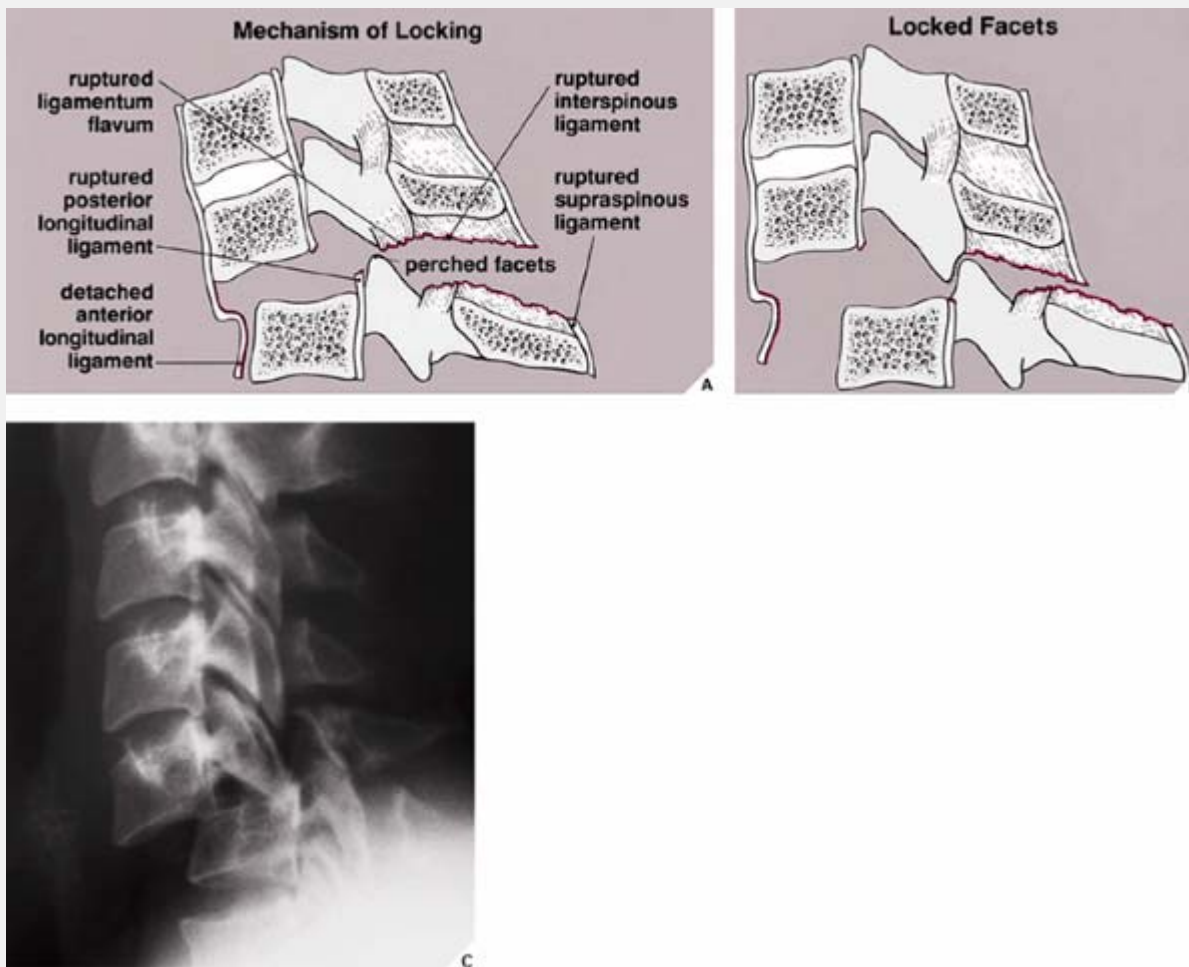 Mechanism of Locking
ruptured
ligamentum
flavum
ruptured
posterior
longitudinal
ligament
detached
anterior
longitudinal
ligament
ruptured
interspinous
ligament
ruptured
supraspinous
ligament
perched facets
A
Locked Facets
C